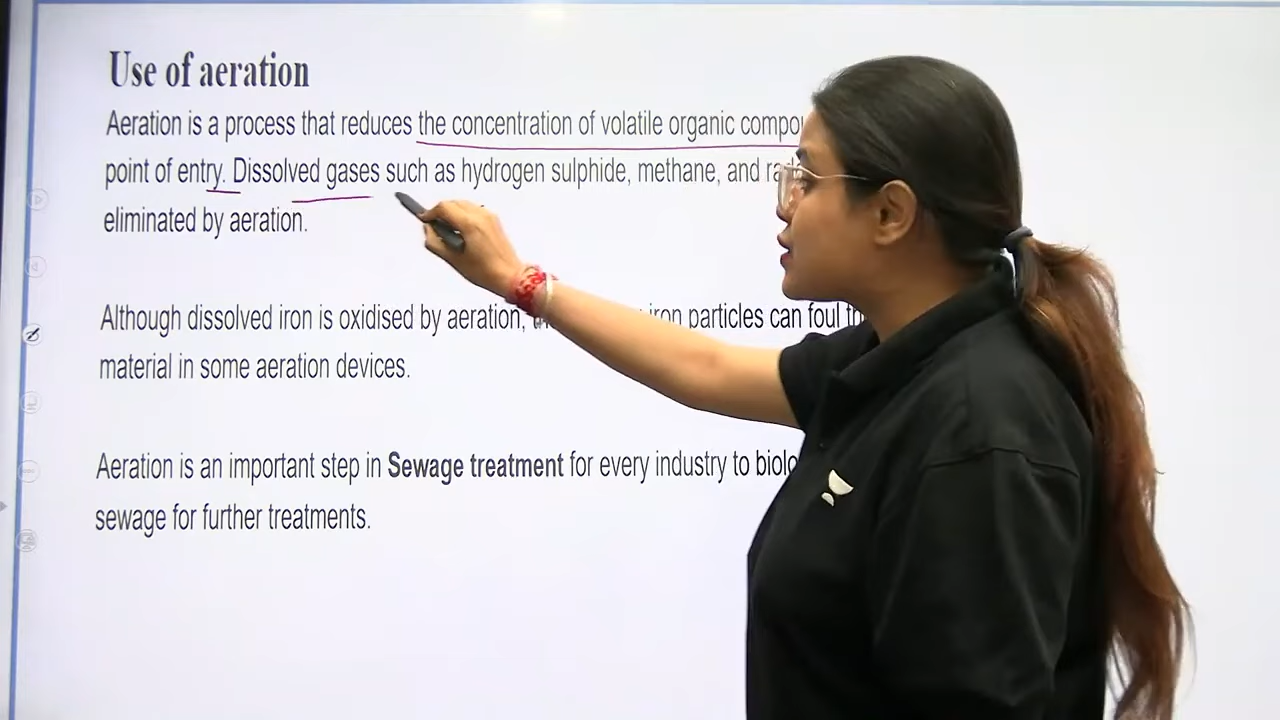 Use of aeration
Aeration is a process that reduces the concentration of volatile organic
point of entry. Dissolved gases such as hydrogen sulphide, methane, and
eliminated by aeration.
Although dissolved iron is oxidised by aeration, iron particles can foul
material in some aeration devices.
Aeration is an important step in Sewage treatment for every industry to
sewage for further treatments.